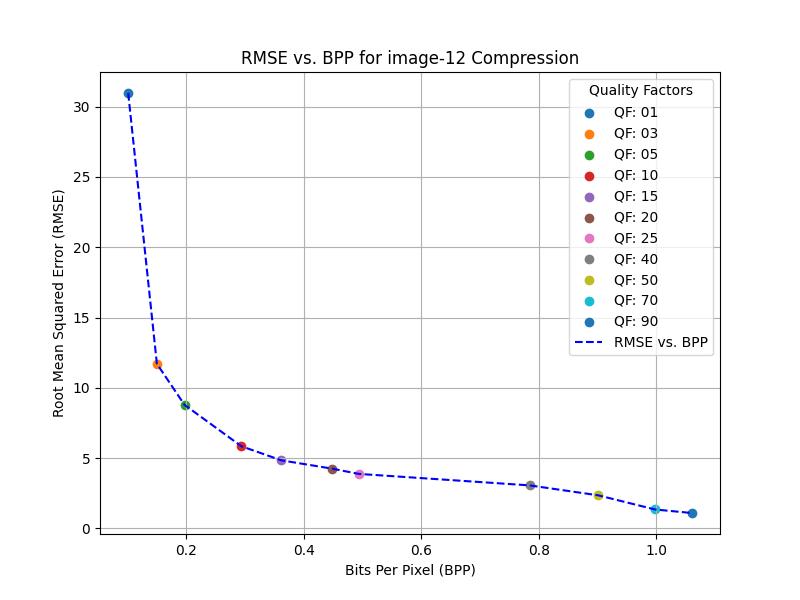 RMSE vs. BPP for image-12 Compression
Root Mean Squared Error (RMSE)
30
25
20
15
10
5
0
Quality Factors
QF: 01
QF: 03
QF: 05
QF: 10
QF: 15
QF: 20
QF: 25
QF: 40
QF: 50
QF: 70
QF: 90
RMSE vs. BPP
0.2 0.4 0.6 0.8 1.0
Bits Per Pixel (BPP)